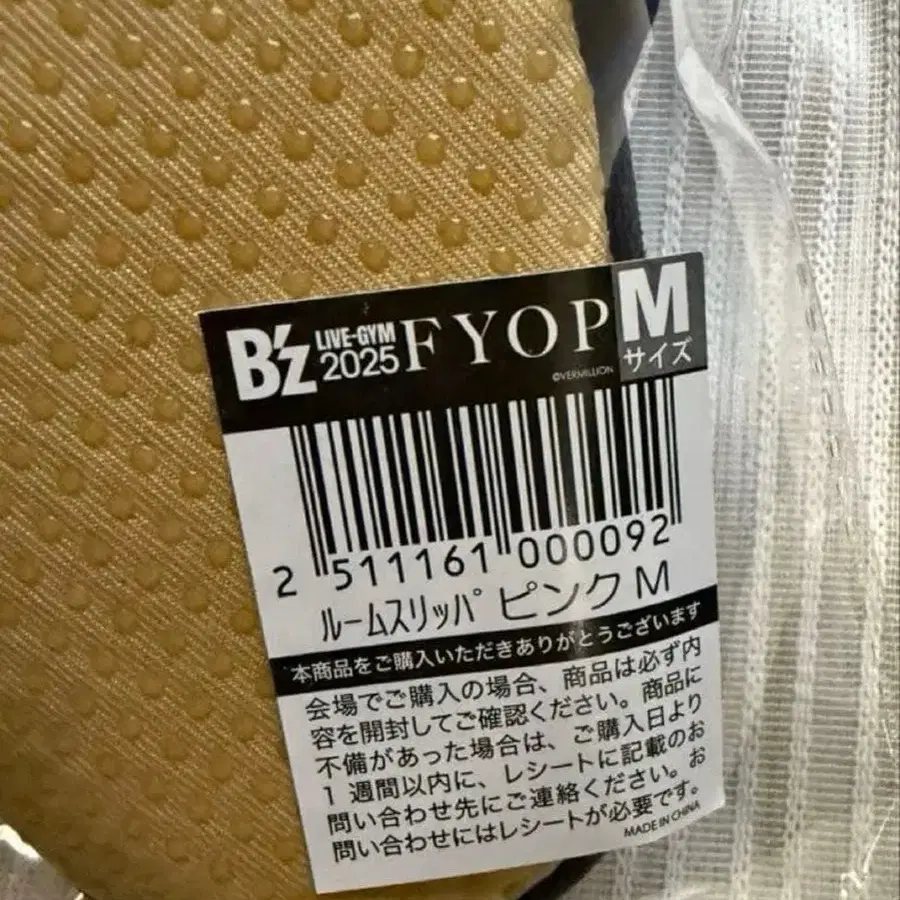 B'z LIVE-GYM 2025 FYOP M
サイズ
©VERMILLION
2 511161 000092
ルームスリッパ ピンク M
本商品をご購入いただきありがとうございます
会場でご購入の場合、商品は必ず内
容を開封してご確認ください。商品に
不備があった場合は、ご購入日より
1週間以内に、レシートに記載のお
問い合わせ先にご連絡ください。お
問い合わせにはレシートが必要です。
MADE IN CHINA